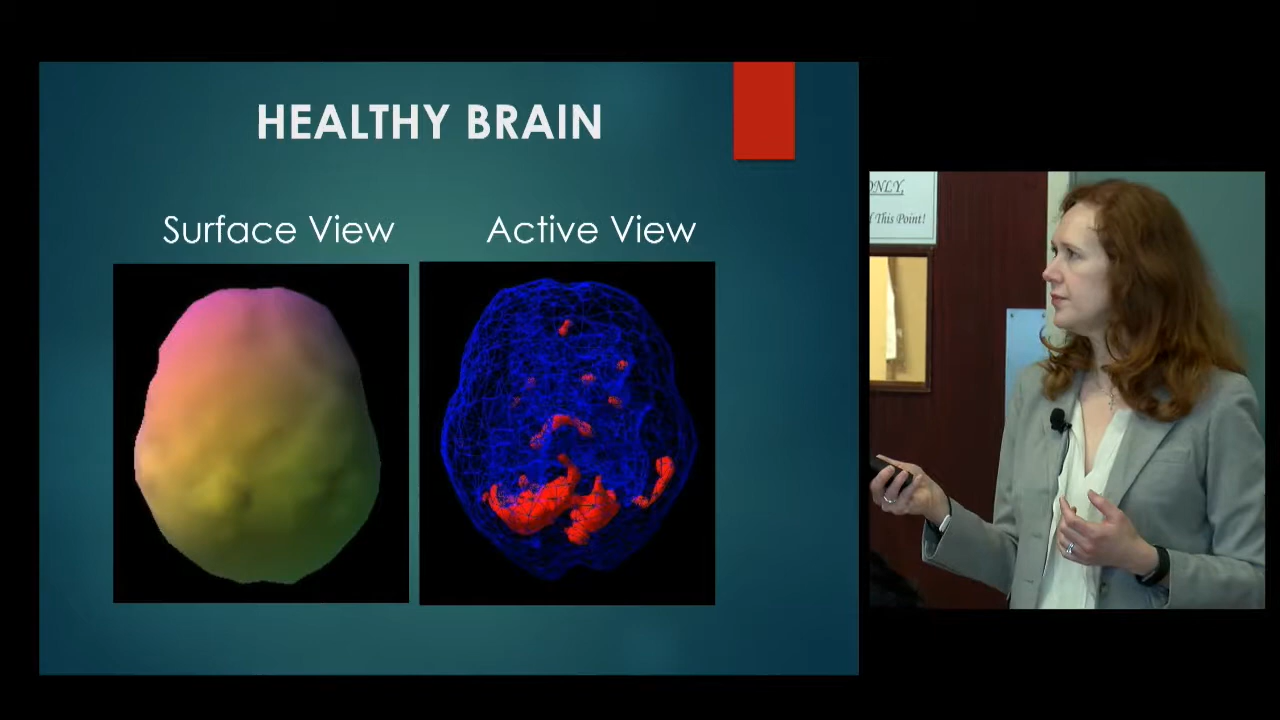 HEALTHY BRAIN
Surface View
Active View
ONLY,
This Point!